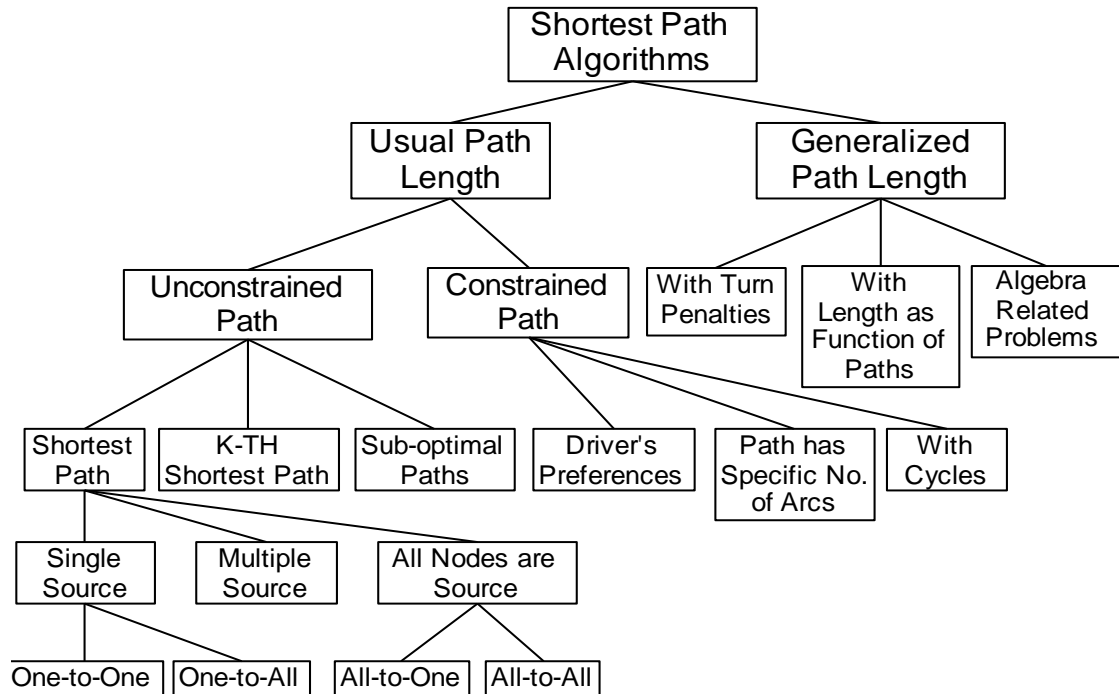 Shortest Path
Algorithms
Usual Path
Length
Generalized
Path Length
Unconstrained
Path
Constrained
Path
With Turn
Penalties
With
Length as
Function of
Paths
Algebra
Related
Problems
Shortest
Path
K-TH
Shortest Path
Sub-optimal
Paths
Driver's
Preferences
Path has
Specific No.
of Arcs
With
Cycles
Single
Source
Multiple
Source
All Nodes are
Source
One-to-One
One-to-All
All-to-One
All-to-All